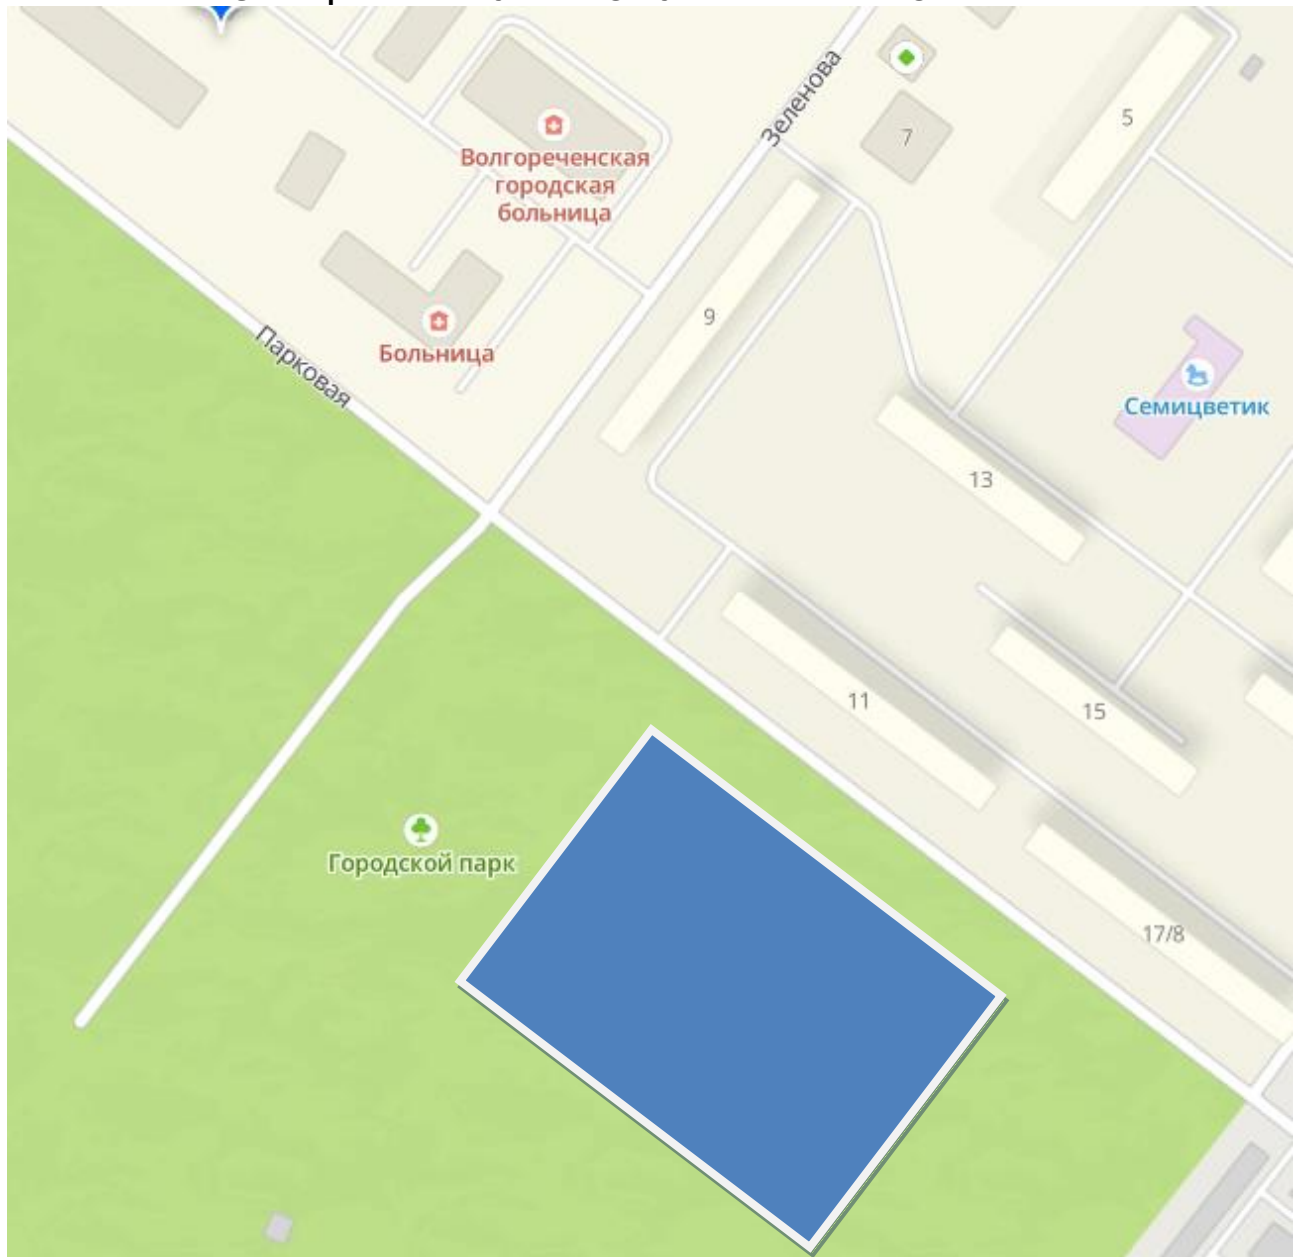 Зеленова
5
7
Волгореченская
городская
больница
9
Больница
Парковая
Семицветик
13
11
15
Городской парк
17/8